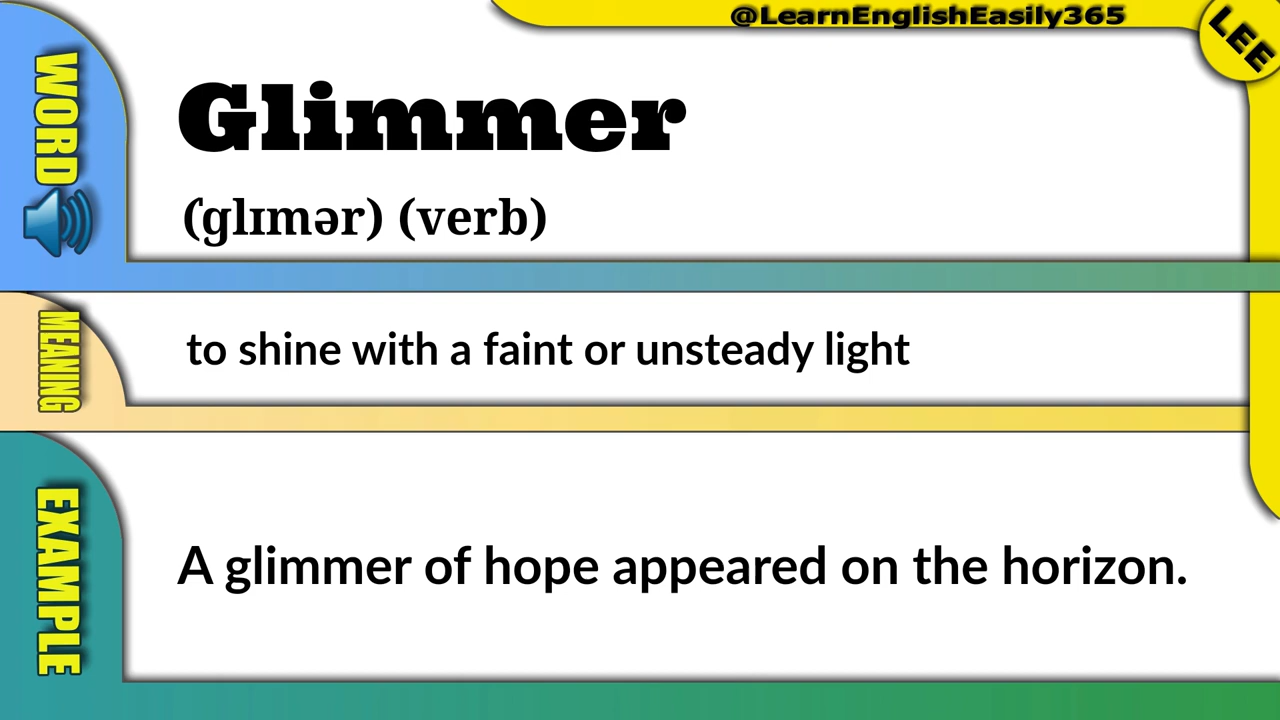 @LearnEnglishEasily365
LEE
WORD
Glimmer
(ˈɡlɪmər) (verb)
MEANING
to shine with a faint or unsteady light
EXAMPLE
A glimmer of hope appeared on the horizon.